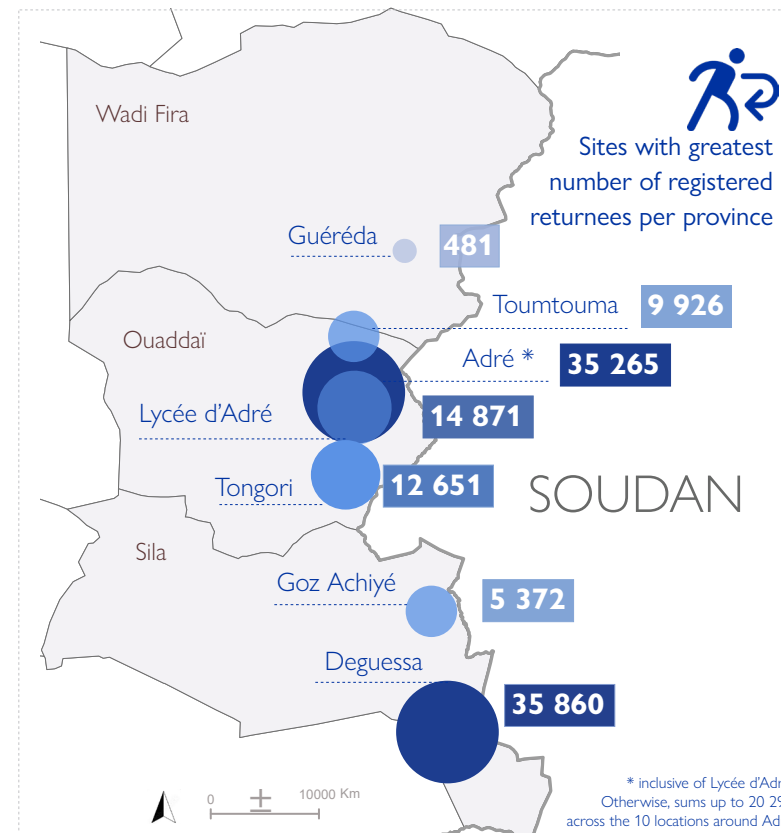 Wadi Fira
Sites with greatest
number of registered
returnees per province
Guéréda
481
Toumtouma
9 926
Ouaddaï
Adré *
35 265
Lycée d’Adré
14 871
Tongori
12 651
SOUDAN
Sila
Goz Achiyé
5 372
Deguessa
35 860
0
10000 Km
* inclusive of Lycée
Otherwise, sums up to 20
across the 10 locations around